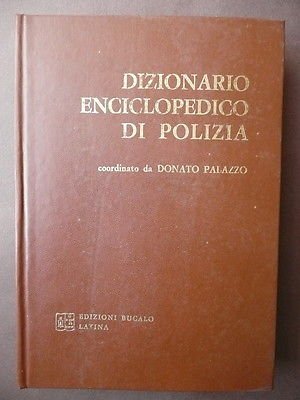 DIZIONARIO
ENCICLOPEDICO
DI POLIZIA
coordinato da DONATO PALAZZO
EDIZIONI BUCALO
LATINA